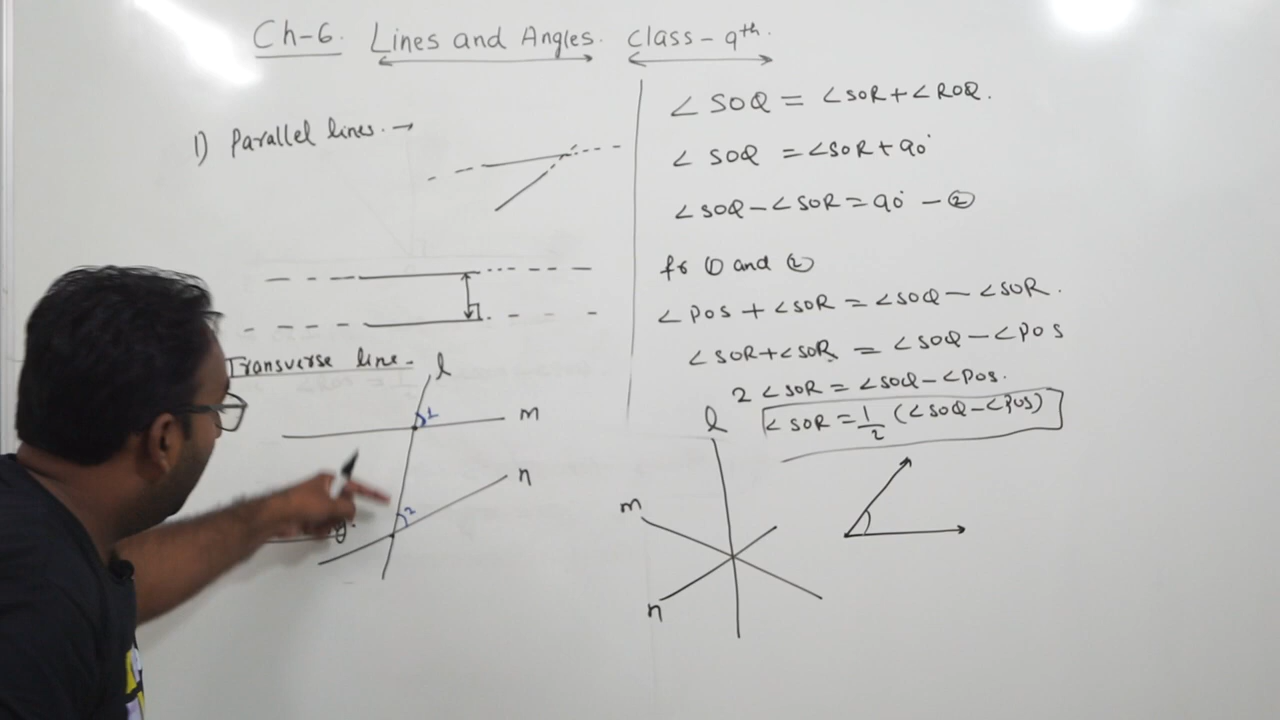 Ch-6. Lines and Angles. Class-9th.
1) Parallel lines. →
Transverse line.
l
m
n
1
2
∠SOQ = ∠SOR + ∠ROQ.
∠SOQ = ∠SOR + 90°
∠SOQ - ∠SOR = 90° - ②
fr ① and ②
∠POS + ∠SOR = ∠SOQ - ∠SOR.
∠SOR + ∠SOR = ∠SOQ - ∠POS
2 ∠SOR = ∠SOQ - ∠POS.
∠SOR = 1/2 (∠SOQ - ∠POS)
l
m
n